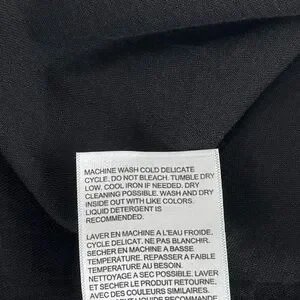 MACHINE WASH COLD DELICATE
CYCLE. DO NOT BLEACH. TUMBLE DRY
LOW. COOL IRON IF NEEDED. DRY
CLEANING POSSIBLE. WASH AND DRY
INSIDE OUT WITH LIKE COLORS.
LIQUID DETERGENT IS
RECOMMENDED.
LAVER EN MACHINE A L'EAU FROIDE.
CYCLE DELICAT. NE PAS BLANCHIR.
SECHER EN MACHINE A BASSE
TEMPERATURE. REPASSER A FAIBLE
TEMPERATURE AU BESOIN.
NETTOYAGE A SEC POSSIBLE. LAVER
ET SECHER LE PRODUIT RETOURNE,
AVEC DES COULEURS SIMILAIRES.
LIQUIDE RECOMMANDE